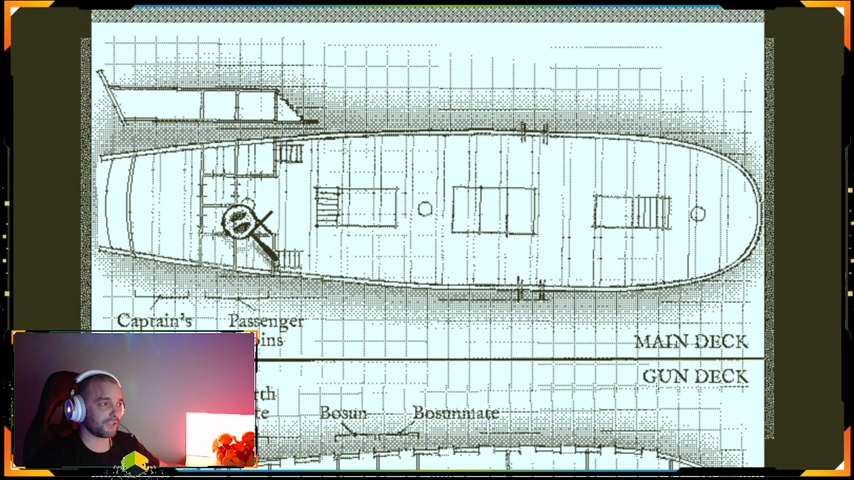 Captain's Passenger
MAIN DECK
GUN DECK
Bosun Bosunmate